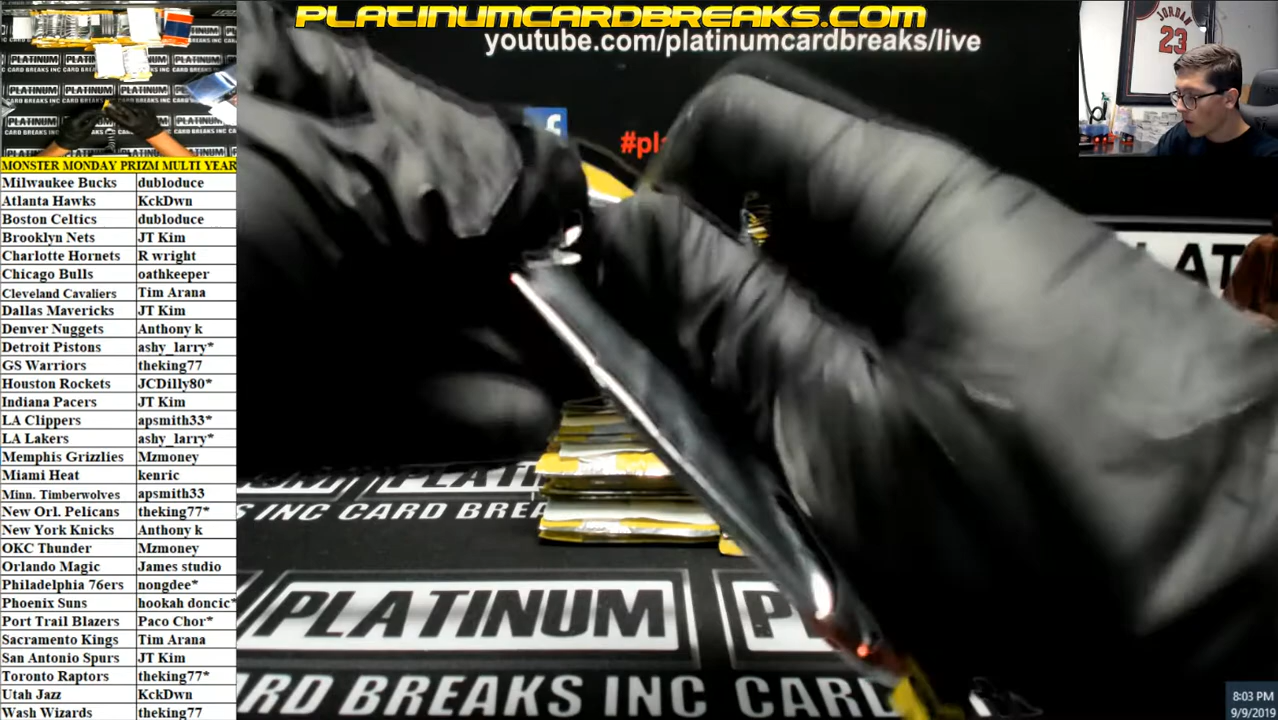 PLATINUMCARDBREAKS.COM
youtube.com/platinumcardbreaks/live
JORDAN
23
MONSTER MONDAY PRIZM MULTI YEAR
Milwaukee Bucks dubloduce
Atlanta Hawks KckDwn
Boston Celtics dubloduce
Brooklyn Nets JT Kim
Charlotte Hornets R wright
Chicago Bulls oathkeeper
Cleveland Cavaliers Tim Arana
Dallas Mavericks JT Kim
Denver Nuggets Anthony k
Detroit Pistons ashy_larry*
GS Warriors theking77
Houston Rockets JCDilly80*
Indiana Pacers JT Kim
LA Clippers apsmith33*
LA Lakers ashy_larry*
Memphis Grizzlies Mzmoney
Miami Heat kenric
Minn. Timberwolves apsmith33
New Orl. Pelicans theking77*
New York Knicks Anthony k
OKC Thunder Mzmoney
Orlando Magic James studio
Philadelphia 76ers nongdee*
Phoenix Suns hookah doncic*
Port Trail Blazers Paco Chor*
Sacramento Kings Tim Arana
San Antonio Spurs JT Kim
Toronto Raptors theking77*
Utah Jazz KckDwn
Wash Wizards theking77
f
#pla
AT
S INC CARD BREA
PLATINUM P
RD BREAKS INC CARD
8:03 PM
9/9/2019